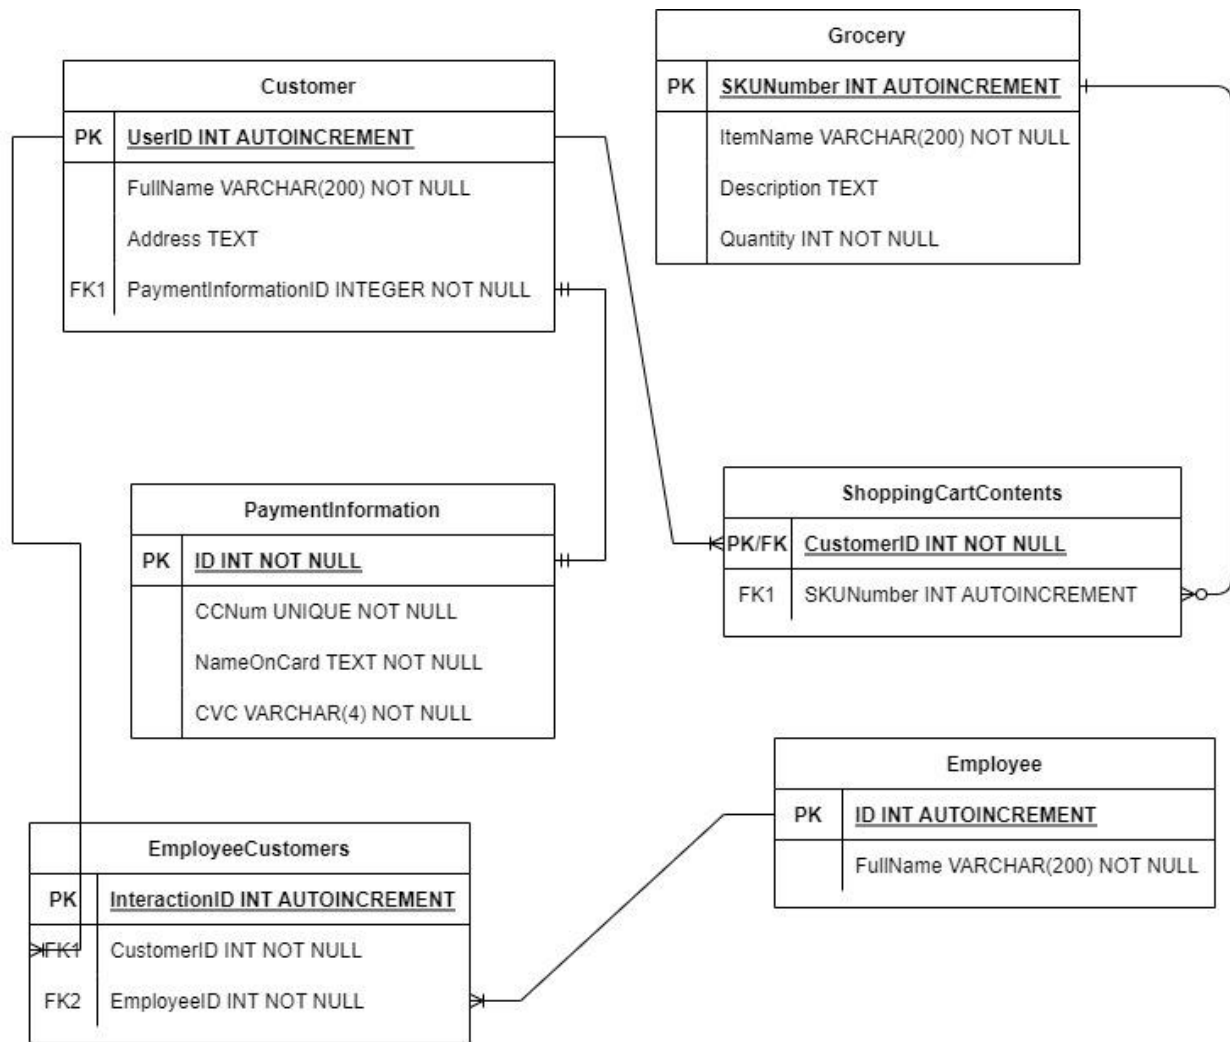 Customer
PK UserID INT AUTOINCREMENT
FullName VARCHAR(200) NOT NULL
Address TEXT
FK1 PaymentInformationID INTEGER NOT NULL
Grocery
PK SKUNumber INT AUTOINCREMENT
ItemName VARCHAR(200) NOT NULL
Description TEXT
Quantity INT NOT NULL
PaymentInformation
PK ID INT NOT NULL
CCNum UNIQUE NOT NULL
NameOnCard TEXT NOT NULL
CVC VARCHAR(4) NOT NULL
ShoppingCartContents
PK/FK CustomerID INT NOT NULL
FK1 SKUNumber INT AUTOINCREMENT
Employee
PK ID INT AUTOINCREMENT
FullName VARCHAR(200) NOT NULL
EmployeeCustomers
PK InteractionID INT AUTOINCREMENT
FK1 CustomerID INT NOT NULL
FK2 EmployeeID INT NOT NULL